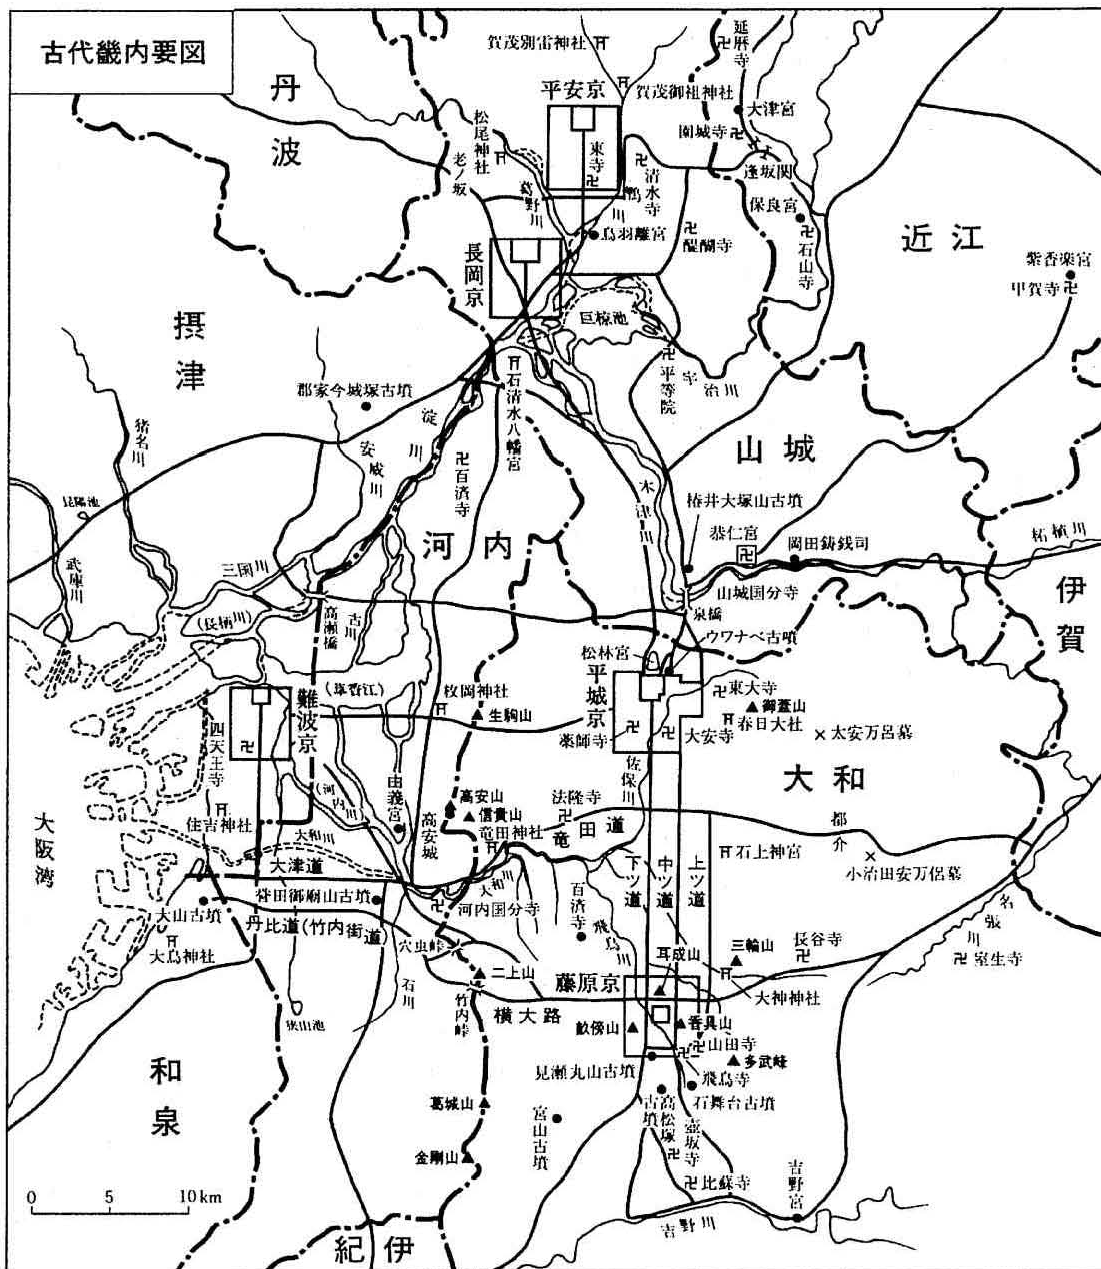 古代畿内要図
賀茂別雷神社
延暦寺
丹波
平安京
賀茂御祖神社
大津宮
園城寺
松尾神社
東寺
清水寺
逢坂関
老ノ坂
葛野川
鴨川
保良宮
鳥羽離宮
醍醐寺
石山寺
近江
紫香楽宮
甲賀寺
長岡京
巨椋池
摂津
平等院
宇治川
郡家今城塚古墳
石清水八幡宮
淀川
猪名川
安威川
百済寺
山城
昆陽池
河内
木津川
椿井大塚山古墳
恭仁宮
岡田鋳銭司
柘植川
武庫川
三国川
山城国分寺
泉橋
伊賀
(長柄川)
高瀬橋
古川
ウワナベ古墳
松林宮
平城京
東大寺
(草香江)
枚岡神社
難波京
生駒山
御蓋山
春日大社
薬師寺
大安寺
太安万呂墓
四天王寺
佐保川
大和
由義宮
(河内川)
高安山
信貴山
法隆寺
都介
大阪湾
住吉神社
大和川
高安城
竜田神社
竜田道
石上神宮
大津道
下ツ道
中ツ道
上ツ道
小治田安万侶墓
誉田御廟山古墳
大和川
河内国分寺
百済寺
飛鳥川
名張川
大山古墳
丹比道(竹内街道)
穴虫峠
三輪山
長谷寺
室生寺
大鳥神社
耳成山
二上山
藤原京
大神神社
石川
竹内峠
横大路
狭山池
畝傍山
香具山
山田寺
多武峰
和泉
見瀬丸山古墳
飛鳥寺
石舞台古墳
葛城山
宮山古墳
高松塚古墳
壺坂寺
金剛山
比蘇寺
吉野宮
0 5 10km
吉野川
紀伊